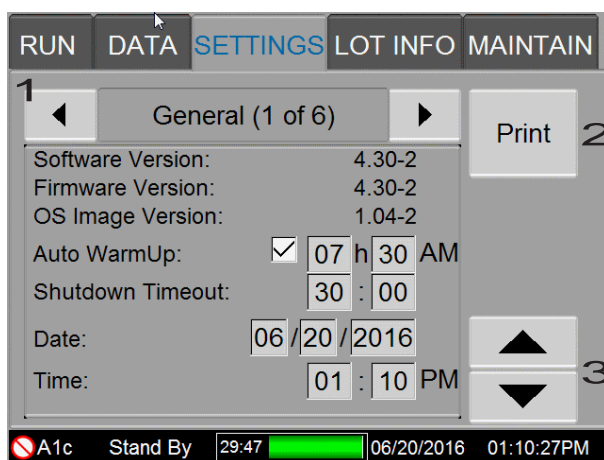 RUN DATA SETTINGS LOT INFO MAINTAIN
1
General (1 of 6)
Print 2
Software Version: 4.30-2
Firmware Version: 4.30-2
OS Image Version: 1.04-2
Auto WarmUp: 07 h 30 AM
Shutdown Timeout: 30 : 00
Date: 06 / 20 / 2016
Time: 01 : 10 PM
3
A1c Stand By 29:47 06/20/2016 01:10:27PM